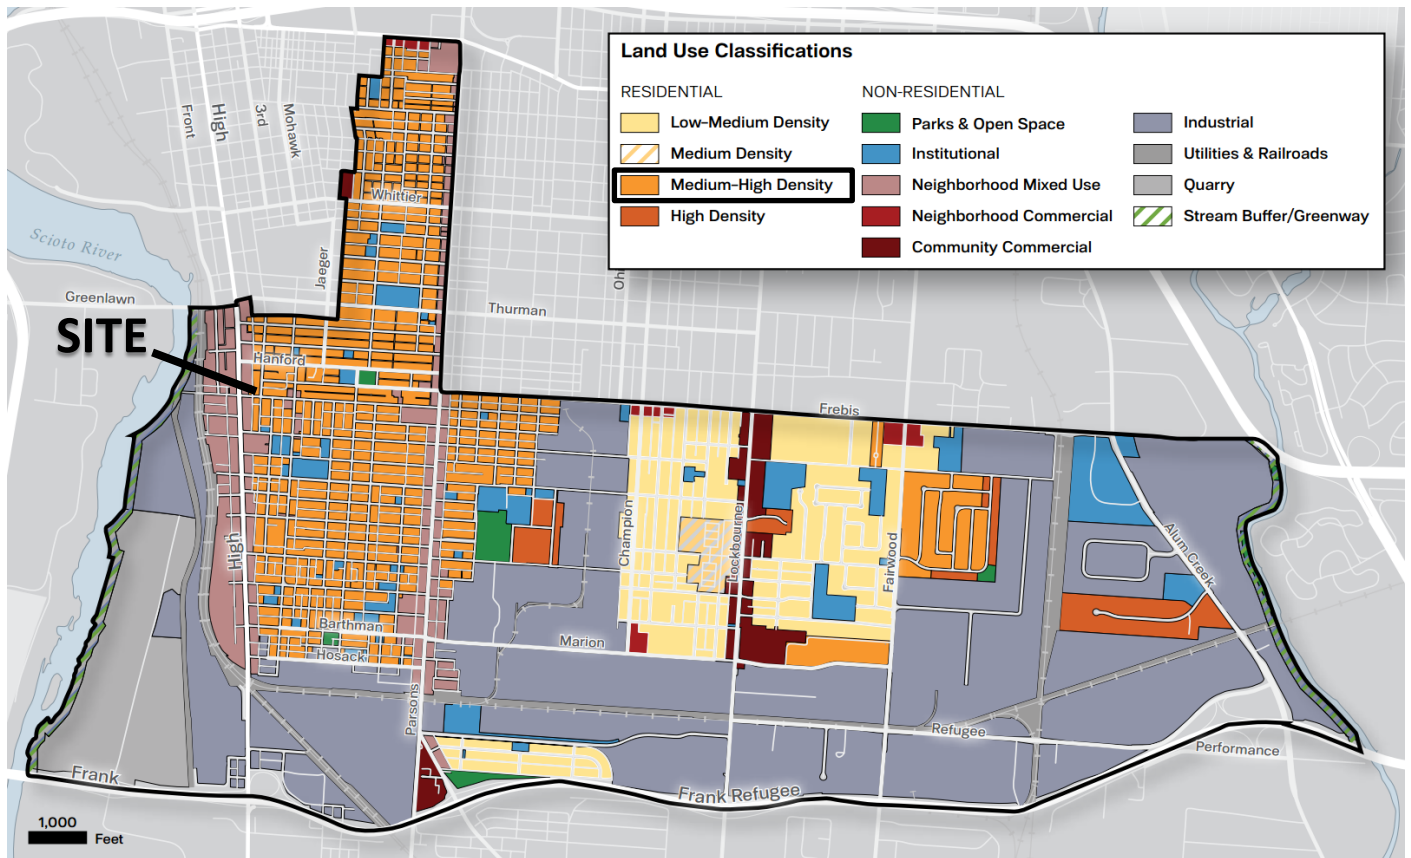 Land Use Classifications
RESIDENTIAL
Low–Medium Density
Medium Density
Medium–High Density
High Density
NON-RESIDENTIAL
Parks & Open Space
Institutional
Neighborhood Mixed Use
Neighborhood Commercial
Community Commercial
Industrial
Utilities & Railroads
Quarry
Stream Buffer/Greenway
Front
High
3rd
Mohawk
Whittier
Scioto River
Jaeger
Greenlawn
Thurman
SITE
Hanford
Frebis
Champion
Lockbourne
Fairwood
Alum Creek
High
Barthman
Marion
Hosack
Parsons
Refugee
Performance
Frank
Frank Refugee
1,000
Feet